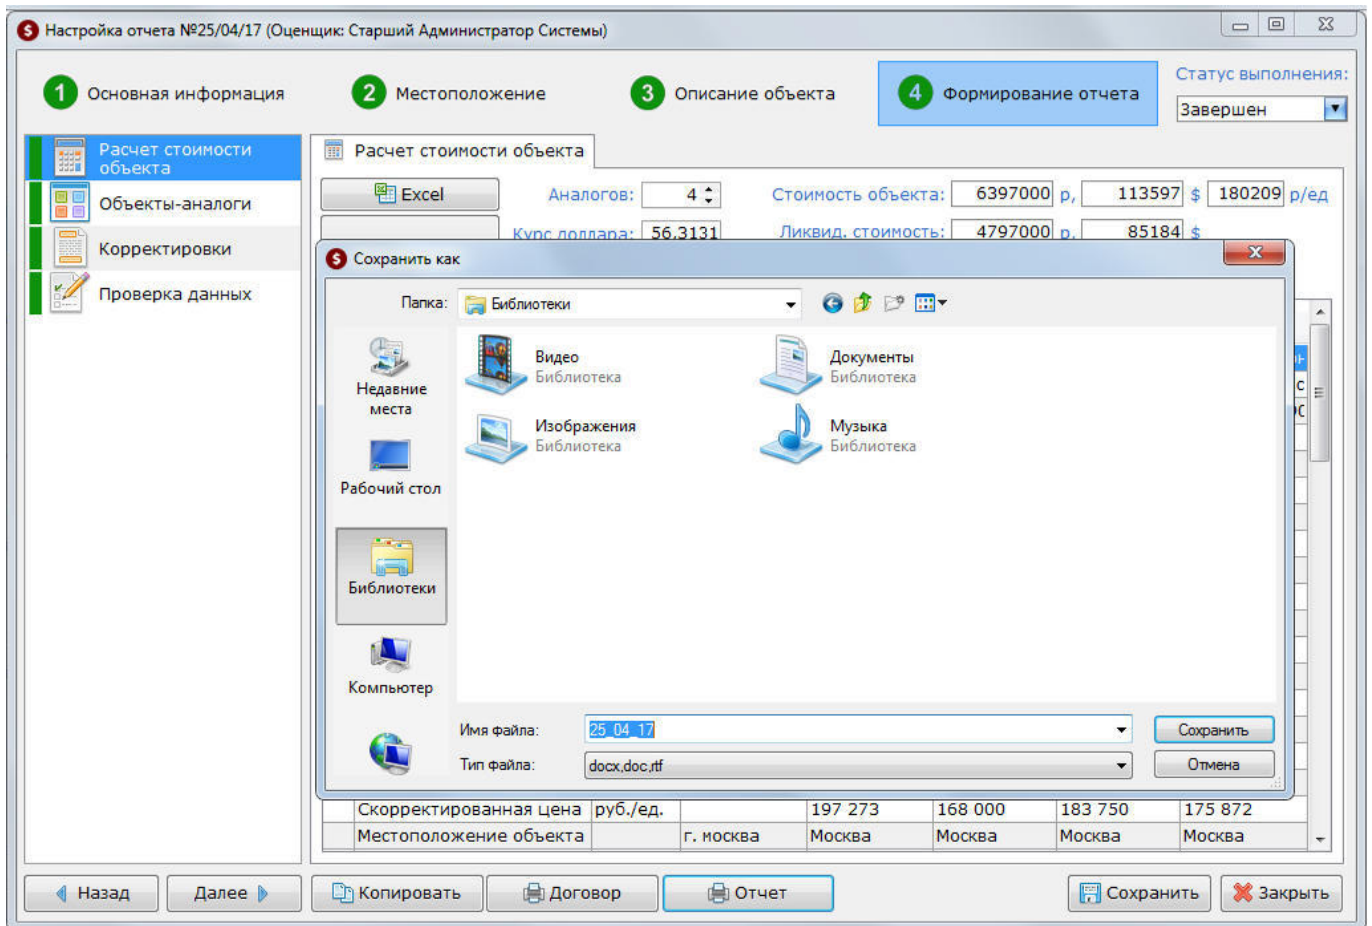 Настройка отчета №25/04/17 (Оценщик: Старший Администратор Системы)
1 Основная информация
2 Местоположение
3 Описание объекта
4 Формирование отчета
Статус выполнения:
Завершен
Расчет стоимости
объекта
Объекты-аналоги
Корректировки
Проверка данных
Расчет стоимости объекта
Excel
Аналогов: 4
Стоимость объекта: 6397000 р, 113597 $ 180209 р/ед
Курс доллара: 56,3131
Ликвид. стоимость: 4797000 р, 85184 $
Сохранить как
Папка: Библиотеки
Недавние
места
Рабочий стол
Библиотеки
Компьютер
Видео
Библиотека
Документы
Библиотека
Изображения
Библиотека
Музыка
Библиотека
Имя файла: 25_04_17
Сохранить
Тип файла: docx,doc,rtf
Отмена
Скорректированная цена руб./ед. 197 273 168 000 183 750 175 872
Местоположение объекта г. москва Москва Москва Москва Москва
Назад
Далее
Копировать
Договор
Отчет
Сохранить
Закрыть